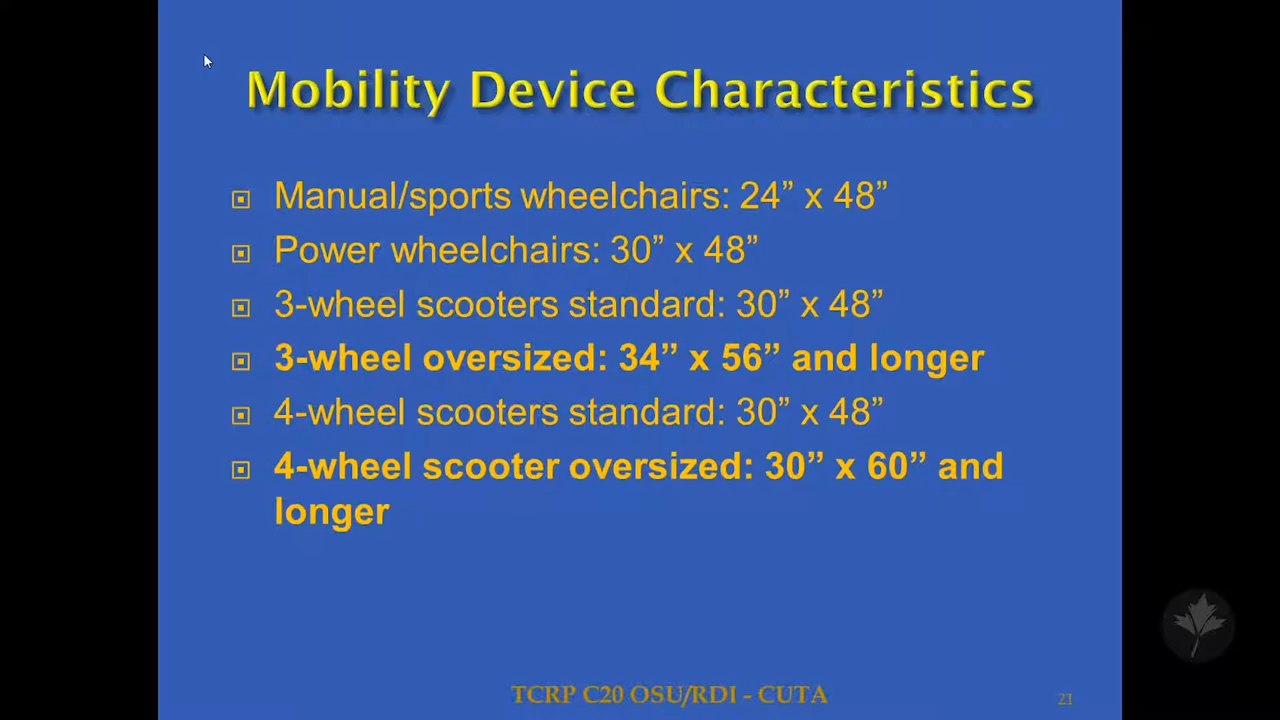 Mobility Device Characteristics
Manual/sports wheelchairs: 24” x 48”
Power wheelchairs: 30” x 48”
3-wheel scooters standard: 30” x 48”
3-wheel oversized: 34” x 56” and longer
4-wheel scooters standard: 30” x 48”
4-wheel scooter oversized: 30” x 60” and
longer
TCRP C20 OSU/RDI - CUTA
21